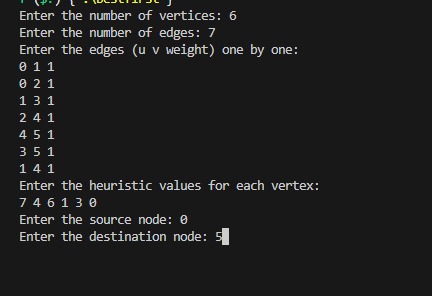 Enter the number of vertices: 6
Enter the number of edges: 7
Enter the edges (u v weight) one by one:
0 1 1
0 2 1
1 3 1
2 4 1
4 5 1
3 5 1
1 4 1
Enter the heuristic values for each vertex:
7 4 6 1 3 0
Enter the source node: 0
Enter the destination node: 5